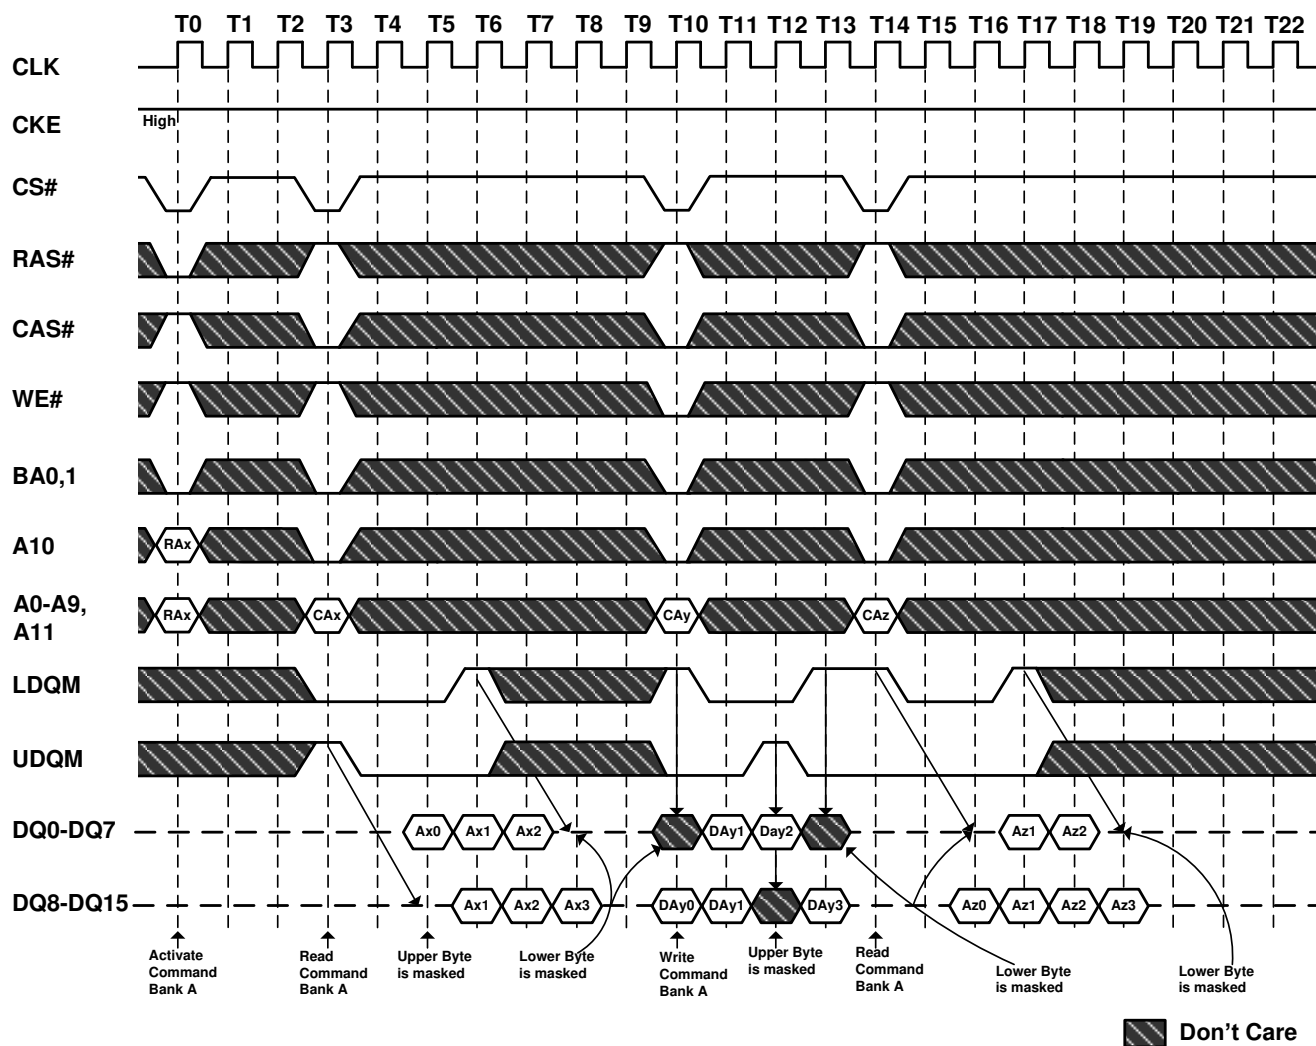 T0 T1 T2 T3 T4 T5 T6 T7 T8 T9 T10 T11 T12 T13 T14 T15 T16 T17 T18 T19 T20 T21 T22
CLK
CKE
High
CS#
RAS#
CAS#
WE#
BA0,1
A10
RAx
A0-A9,
A11
RAx CAx CAy CAz
LDQM
UDQM
DQ0-DQ7
Ax0 Ax1 Ax2 DAy1 Day2 Az1 Az2
DQ8-DQ15
Ax1 Ax2 Ax3 DAy0 DAy1 DAy3 Az0 Az1 Az2 Az3
Activate
Command
Bank A
Read
Command
Bank A
Upper Byte
is masked
Lower Byte
is masked
Write
Command
Bank A
Upper Byte
is masked
Read
Command
Bank A
Lower Byte
is masked
Lower Byte
is masked
Don't Care